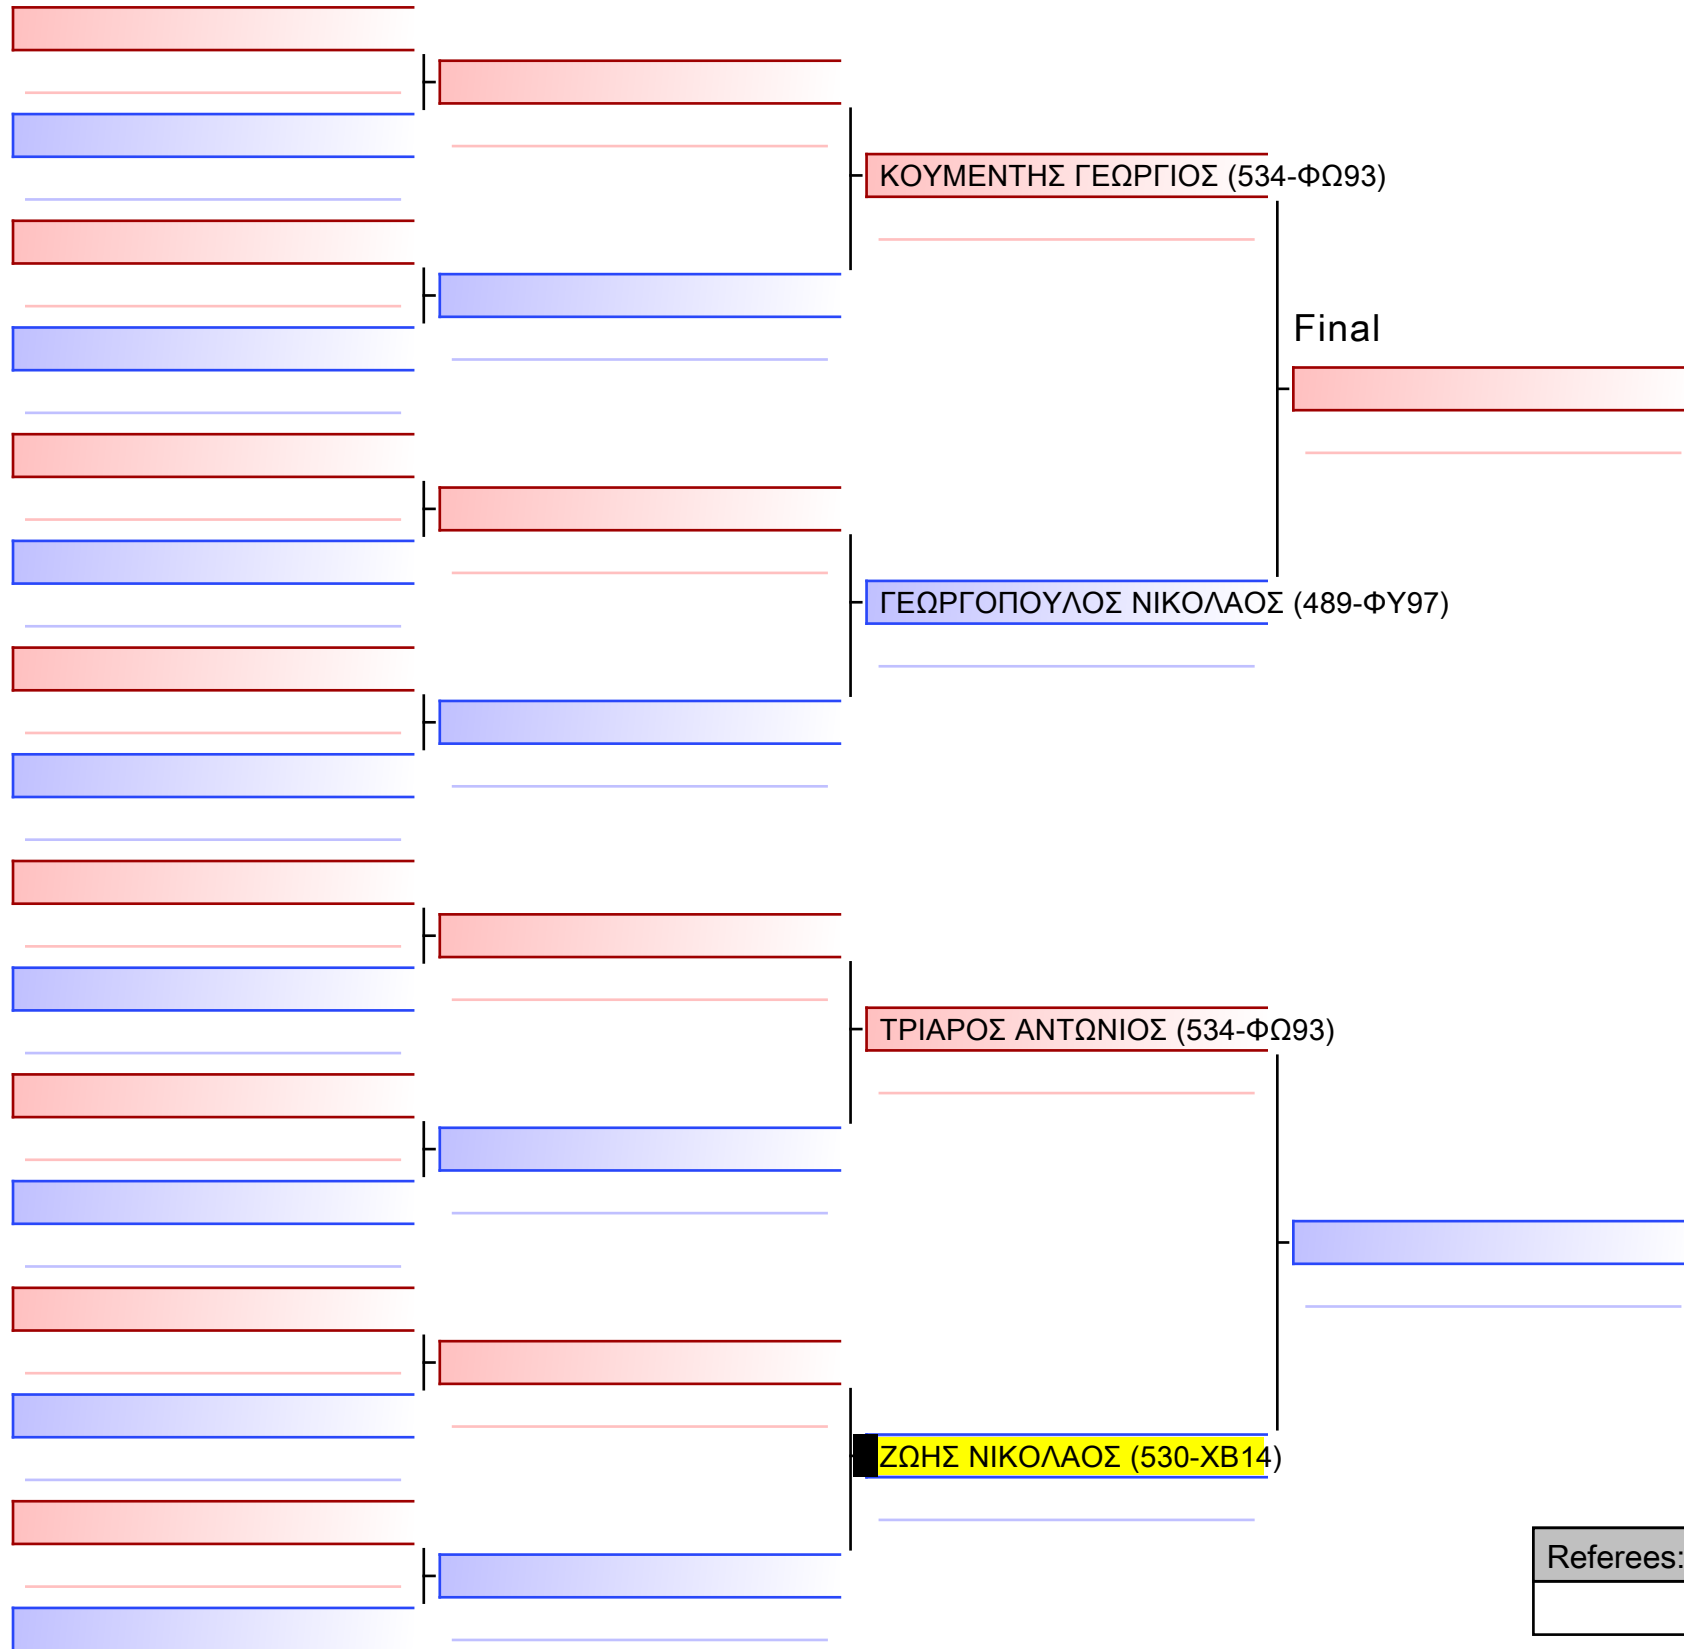 ΚΟΥΜΕΝΤΗΣ ΓΕΩΡΓΙΟΣ (534-ΦΩ93)
Final
ΓΕΩΡΓΟΠΟΥΛΟΣ ΝΙΚΟΛΑΟΣ (489-ΦΥ97)
ΤΡΙΑΡΟΣ ΑΝΤΩΝΙΟΣ (534-ΦΩ93)
ΖΩΗΣ ΝΙΚΟΛΑΟΣ (530-ΧΒ14)
Referees: